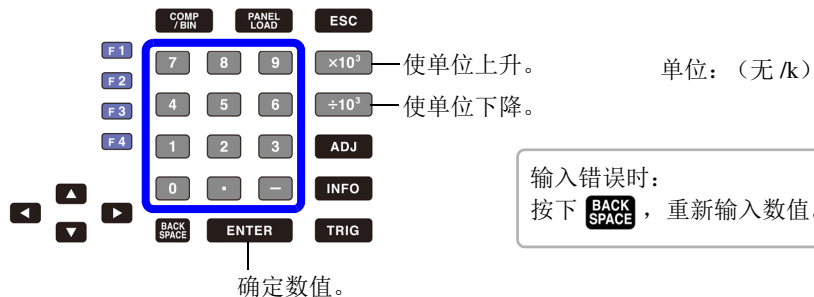 COMP /BIN PANEL LOAD ESC
F1 7 8 9 ×10³ 使单位上升。 单位：（无 /k）
F2
F3 4 5 6 ÷10³ 使单位下降。
F4 1 2 3 ADJ
0 · － INFO
BACK SPACE ENTER TRIG
确定数值。
输入错误时：
按下 BACK SPACE ，重新输入数值。